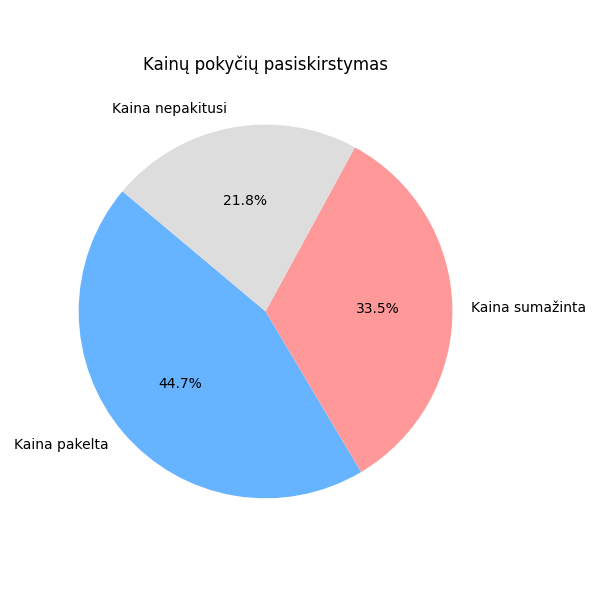 Kainų pokyčių pasiskirstymas
Kaina nepakitusi
21.8%
33.5%
Kaina sumažinta
44.7%
Kaina pakelta